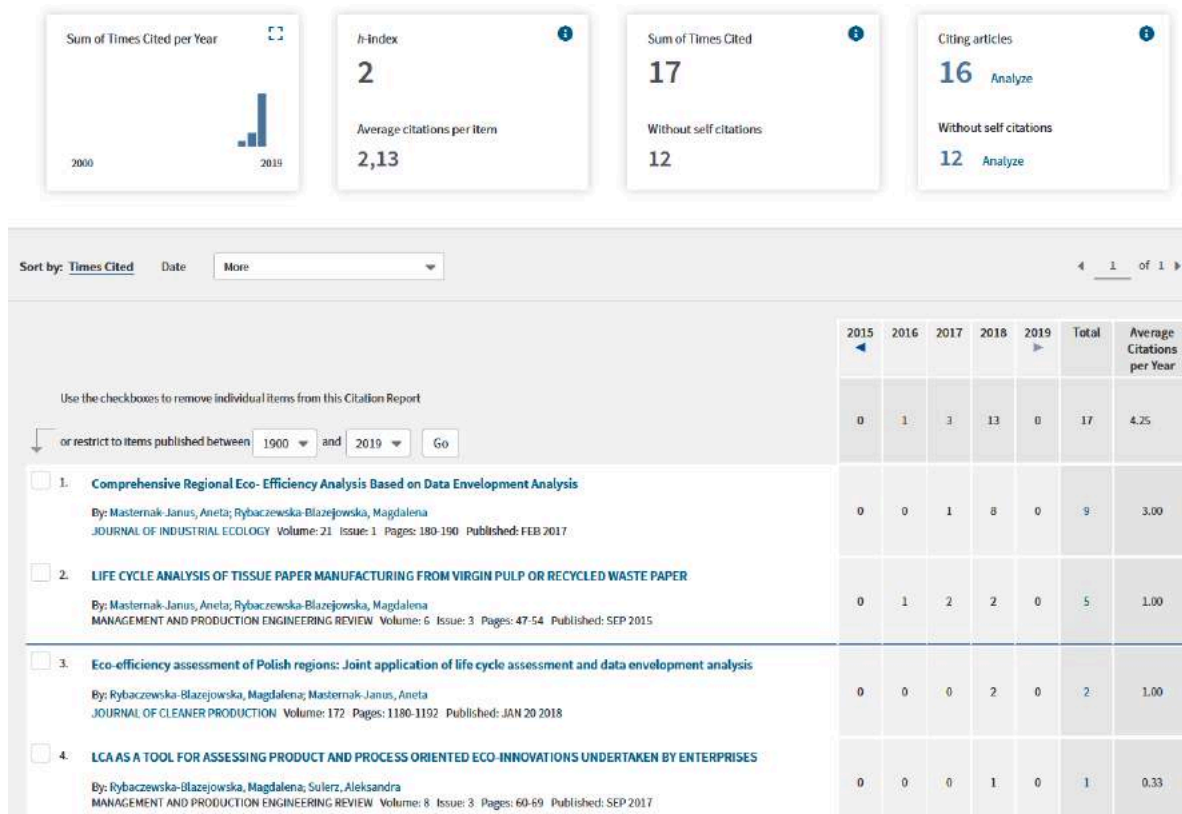 Sum of Times Cited per Year
2000
2019
h-index
2
Average citations per item
2,13
Sum of Times Cited
17
Without self citations
12
Citing articles
16 Analyze
Without self citations
12 Analyze
Sort by: Times Cited Date More
1 of 1
2015 2016 2017 2018 2019 Total Average Citations per Year
Use the checkboxes to remove individual items from this Citation Report
or restrict to items published between 1900 and 2019 Go
0 1 3 13 0 17 4.25
1. Comprehensive Regional Eco- Efficiency Analysis Based on Data Envelopment Analysis
By: Masternak-Janus, Aneta; Rybaczewska-Blazejowska, Magdalena
JOURNAL OF INDUSTRIAL ECOLOGY Volume: 21 Issue: 1 Pages: 180-190 Published: FEB 2017
0 0 1 8 0 9 3.00
2. LIFE CYCLE ANALYSIS OF TISSUE PAPER MANUFACTURING FROM VIRGIN PULP OR RECYCLED WASTE PAPER
By: Masternak-Janus, Aneta; Rybaczewska-Blazejowska, Magdalena
MANAGEMENT AND PRODUCTION ENGINEERING REVIEW Volume: 6 Issue: 3 Pages: 47-54 Published: SEP 2015
0 1 2 2 0 5 1.00
3. Eco-efficiency assessment of Polish regions: Joint application of life cycle assessment and data envelopment analysis
By: Rybaczewska-Blazejowska, Magdalena; Masternak-Janus, Aneta
JOURNAL OF CLEANER PRODUCTION Volume: 172 Pages: 1180-1192 Published: JAN 20 2018
0 0 0 2 0 2 1.00
4. LCA AS A TOOL FOR ASSESSING PRODUCT AND PROCESS ORIENTED ECO-INNOVATIONS UNDERTAKEN BY ENTERPRISES
By: Rybaczewska-Blazejowska, Magdalena; Sulerz, Aleksandra
MANAGEMENT AND PRODUCTION ENGINEERING REVIEW Volume: 8 Issue: 3 Pages: 60-69 Published: SEP 2017
0 0 0 1 0 1 0.33